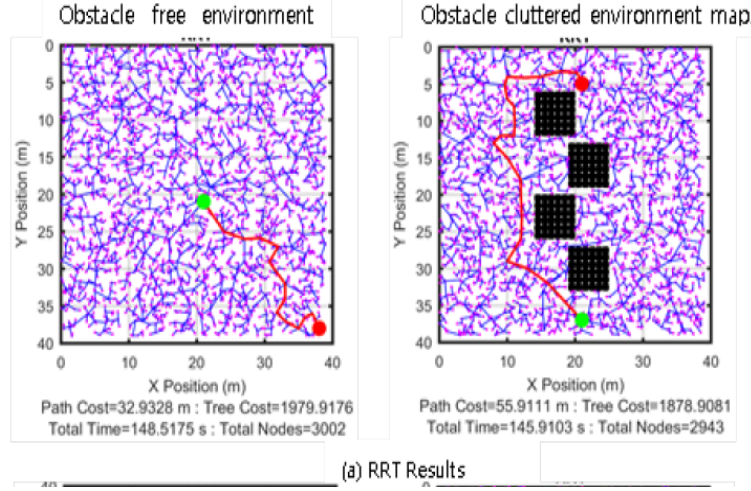 Obstacle free environment
Obstacle cluttered environment map
0
5
10
15
20
25
30
35
40
Y Position (m)
0 10 20 30 40
X Position (m)
Path Cost=32.9328 m : Tree Cost=1979.9176
Total Time=148.5175 s : Total Nodes=3002
0
5
10
15
20
25
30
35
40
Y Position (m)
0 10 20 30 40
X Position (m)
Path Cost=55.9111 m : Tree Cost=1878.9081
Total Time=145.9103 s : Total Nodes=2943
(a) RRT Results